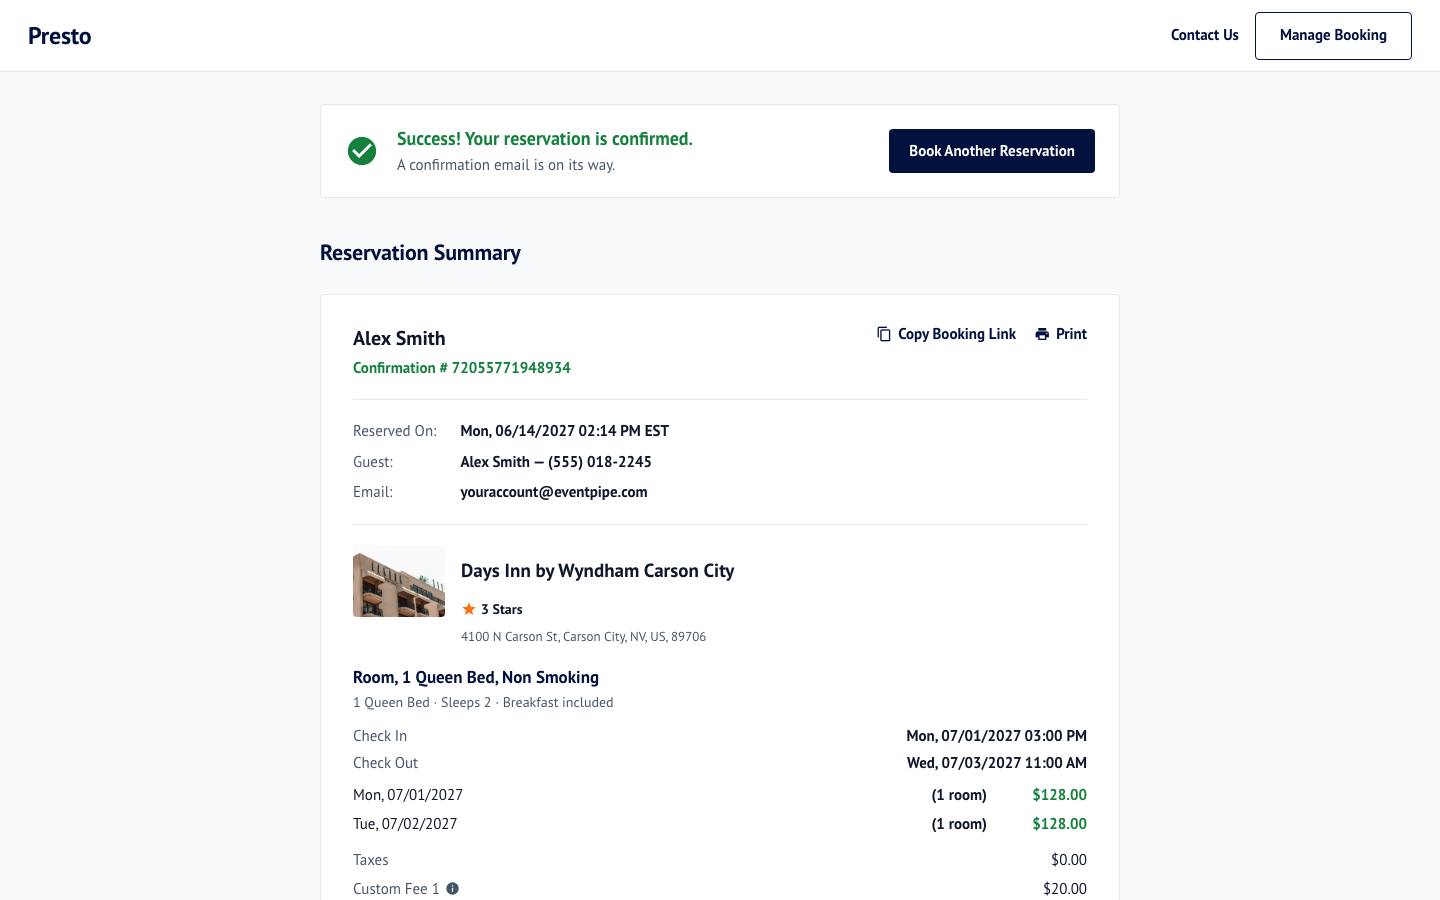 Presto
Contact Us
Manage Booking
Success! Your reservation is confirmed.
A confirmation email is on its way.
Book Another Reservation
Reservation Summary
Alex Smith
Copy Booking Link
Print
Confirmation # 72055771948934
Reserved On: Mon, 06/14/2027 02:14 PM EST
Guest: Alex Smith — (555) 018-2245
Email: youraccount@eventpipe.com
Days Inn by Wyndham Carson City
3 Stars
4100 N Carson St, Carson City, NV, US, 89706
Room, 1 Queen Bed, Non Smoking
1 Queen Bed · Sleeps 2 · Breakfast included
Check In Mon, 07/01/2027 03:00 PM
Check Out Wed, 07/03/2027 11:00 AM
Mon, 07/01/2027 (1 room) $128.00
Tue, 07/02/2027 (1 room) $128.00
Taxes $0.00
Custom Fee 1 $20.00